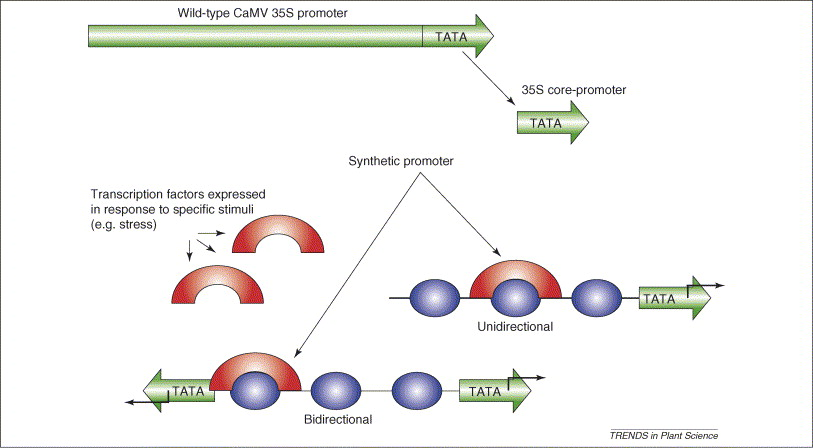 Wild-type CaMV 35S promoter
TATA
35S core-promoter
TATA
Synthetic promoter
Transcription factors expressed
in response to specific stimuli
(e.g. stress)
TATA
Unidirectional
TATA
TATA
Bidirectional
TRENDS in Plant Science